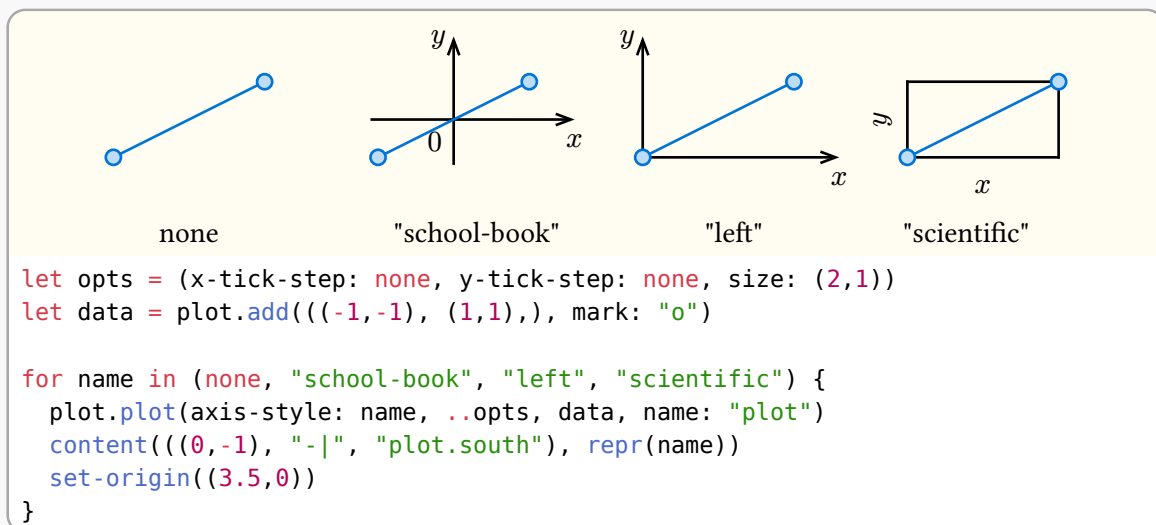 y y
y
0 x x x
none "school-book" "left" "scientific"
let opts = (x-tick-step: none, y-tick-step: none, size: (2,1))
let data = plot.add(((-1,-1), (1,1),), mark: "o")
for name in (none, "school-book", "left", "scientific") {
  plot.plot(axis-style: name, ..opts, data, name: "plot")
  content(((0,-1), "-|", "plot.south"), repr(name))
  set-origin((3.5,0))
}